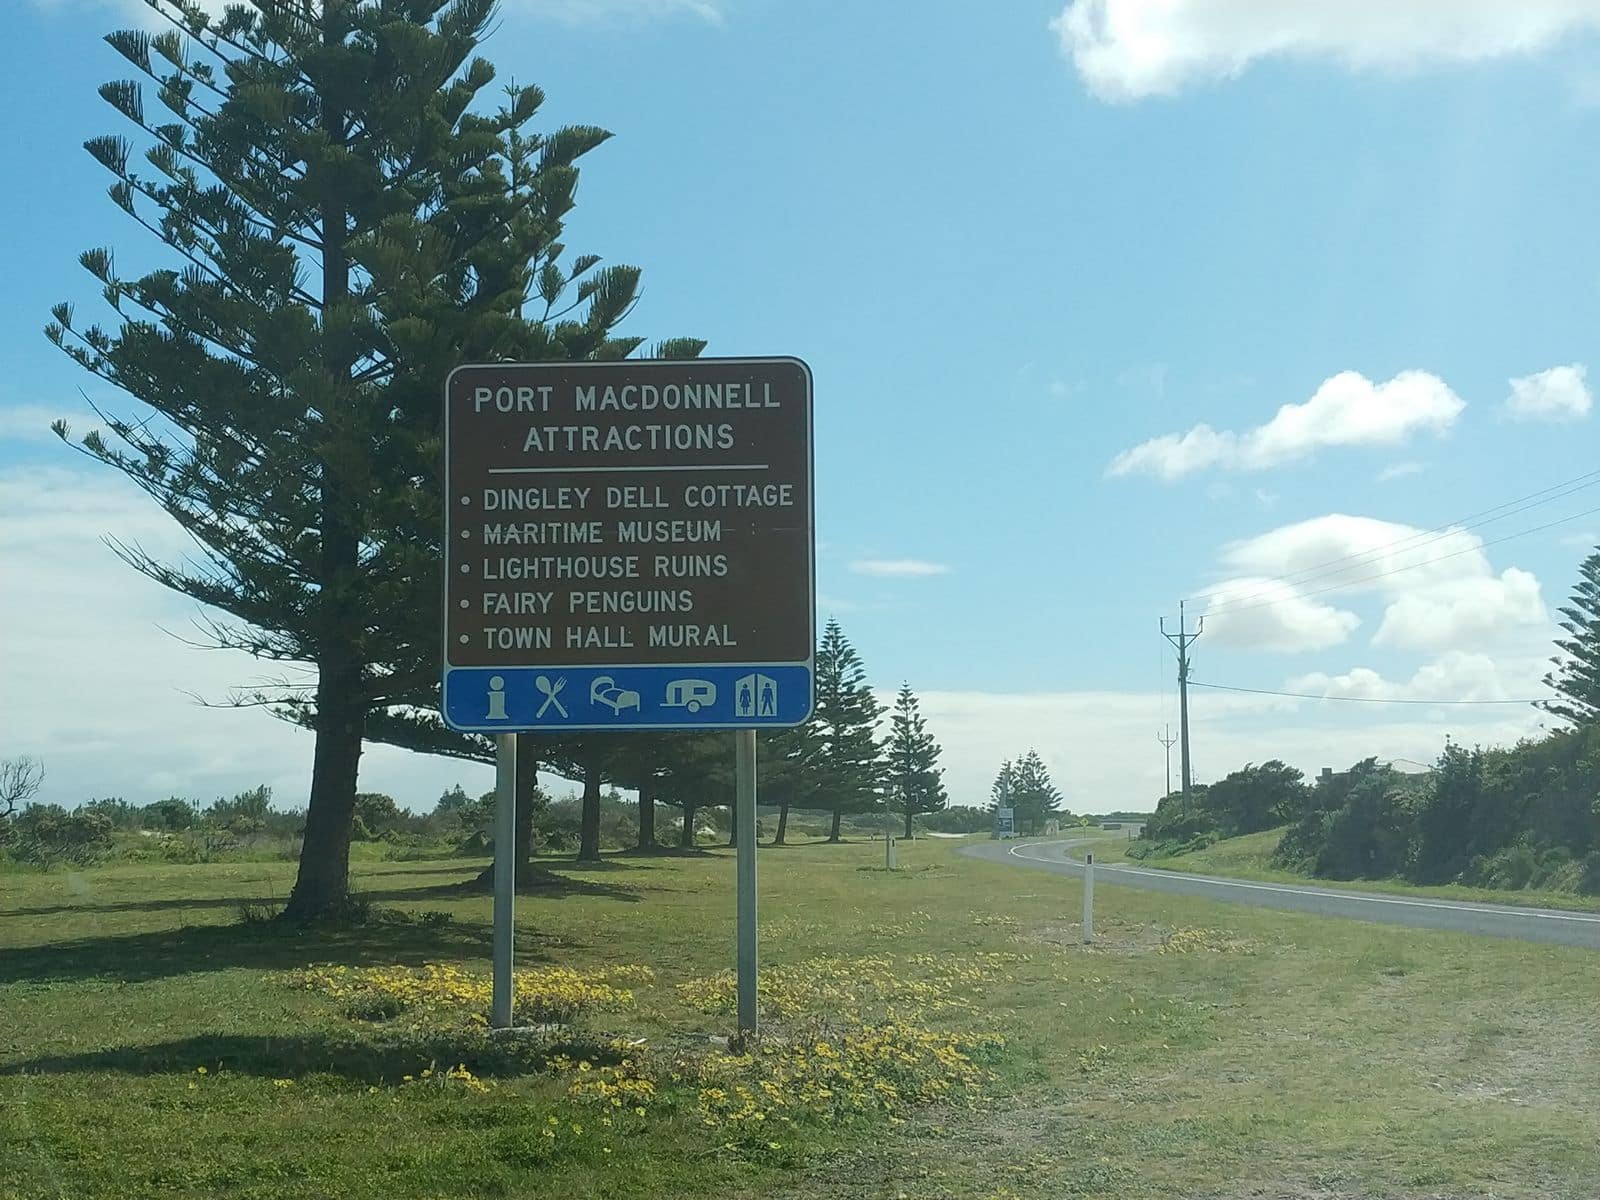 PORT MACDONNELL
ATTRACTIONS
• DINGLEY DELL COTTAGE
• MARITIME MUSEUM
• LIGHTHOUSE RUINS
• FAIRY PENGUINS
• TOWN HALL MURAL